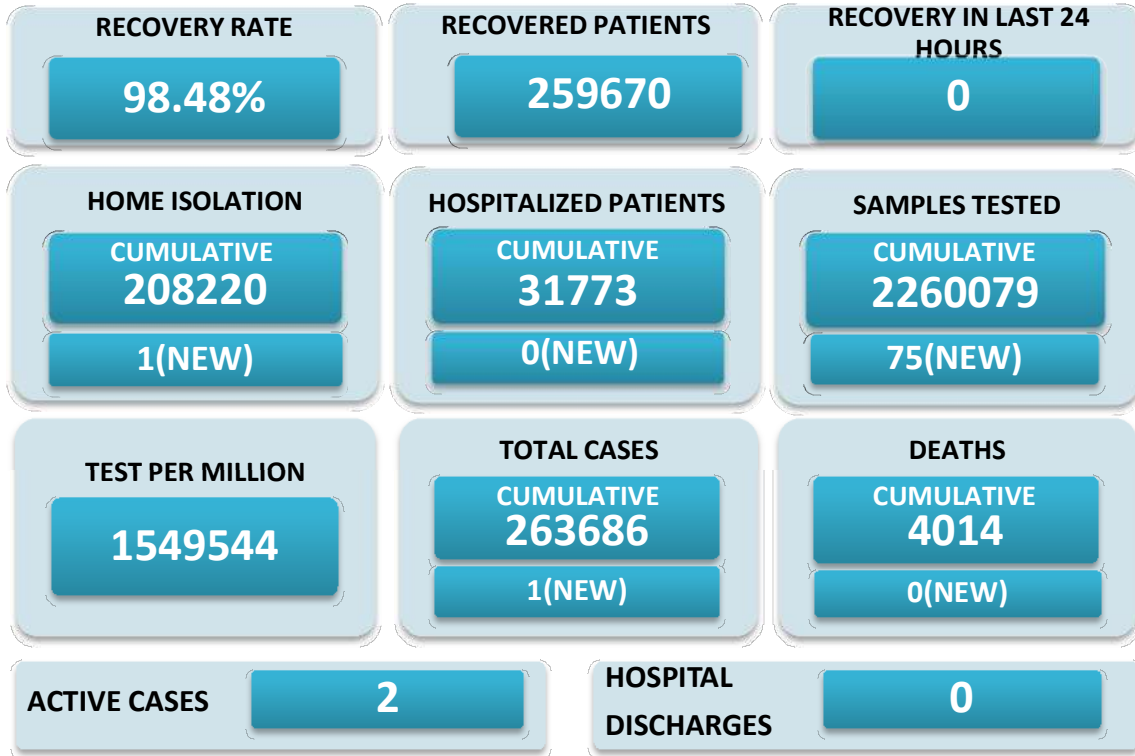 RECOVERY RATE
98.48%
RECOVERED PATIENTS
259670
RECOVERY IN LAST 24
HOURS
0
HOME ISOLATION
CUMULATIVE
208220
1(NEW)
HOSPITALIZED PATIENTS
CUMULATIVE
31773
0(NEW)
SAMPLES TESTED
CUMULATIVE
2260079
75(NEW)
TEST PER MILLION
1549544
TOTAL CASES
CUMULATIVE
263686
1(NEW)
DEATHS
CUMULATIVE
4014
0(NEW)
ACTIVE CASES
2
HOSPITAL
DISCHARGES
0